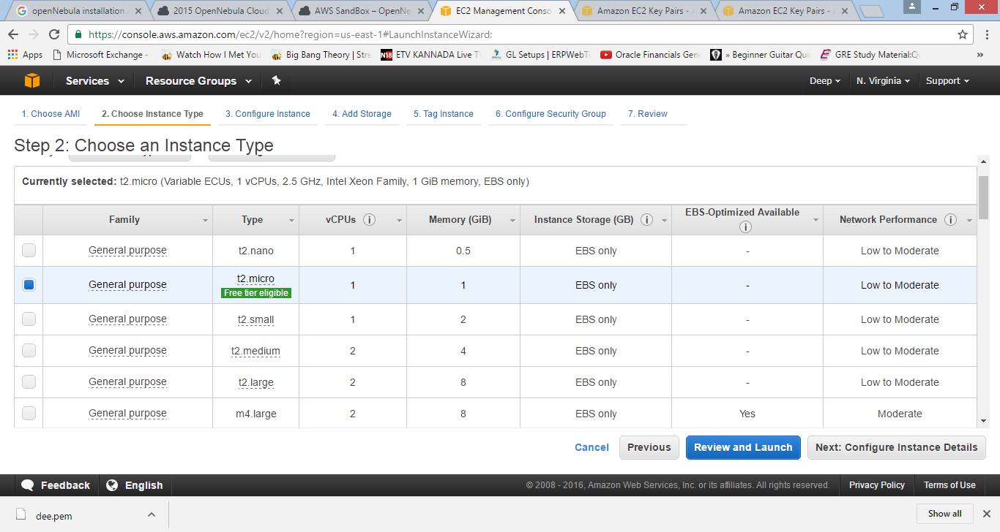 openNebula installation
2015 OpenNebula Cloud
AWS SandBox – OpenNe
EC2 Management Conso
Amazon EC2 Key Pairs -
Amazon EC2 Key Pairs -
https://console.aws.amazon.com/ec2/v2/home?region=us-east-1#LaunchInstanceWizard:
Apps Microsoft Exchange - Watch How I Met You Big Bang Theory | Stre N18 ETV KANNADA Live T GL Setups | ERPWebTu Oracle Financials Gene » Beginner Guitar Qui GRE Study Material:Qu »
Services Resource Groups Deep N. Virginia Support
1. Choose AMI 2. Choose Instance Type 3. Configure Instance 4. Add Storage 5. Tag Instance 6. Configure Security Group 7. Review
Step 2: Choose an Instance Type
Currently selected: t2.micro (Variable ECUs, 1 vCPUs, 2.5 GHz, Intel Xeon Family, 1 GiB memory, EBS only)
Family Type vCPUs i Memory (GiB) Instance Storage (GB) i EBS-Optimized Available i Network Performance i
General purpose t2.nano 1 0.5 EBS only - Low to Moderate
General purpose t2.micro 1 1 EBS only - Low to Moderate
Free tier eligible
General purpose t2.small 1 2 EBS only - Low to Moderate
General purpose t2.medium 2 4 EBS only - Low to Moderate
General purpose t2.large 2 8 EBS only - Low to Moderate
General purpose m4.large 2 8 EBS only Yes Moderate
Cancel Previous Review and Launch Next: Configure Instance Details
Feedback English © 2008 - 2016, Amazon Web Services, Inc. or its affiliates. All rights reserved. Privacy Policy Terms of Use
dee.pem Show all